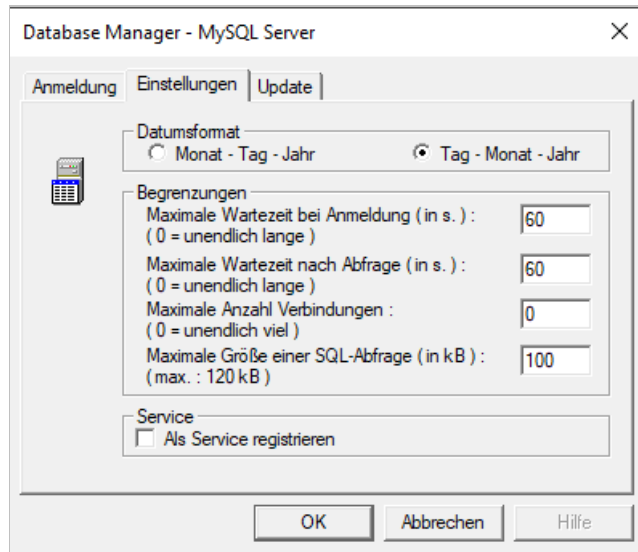 Database Manager - MySQL Server
Anmeldung Einstellungen Update
Datumsformat
Monat - Tag - Jahr Tag - Monat - Jahr
Begrenzungen
Maximale Wartezeit bei Anmeldung ( in s. ) : 60
( 0 = unendlich lange )
Maximale Wartezeit nach Abfrage ( in s. ) : 60
( 0 = unendlich lange )
Maximale Anzahl Verbindungen : 0
( 0 = unendlich viel )
Maximale Größe einer SQL-Abfrage ( in kB ) : 100
( max. : 120 kB )
Service
Als Service registrieren
OK Abbrechen Hilfe